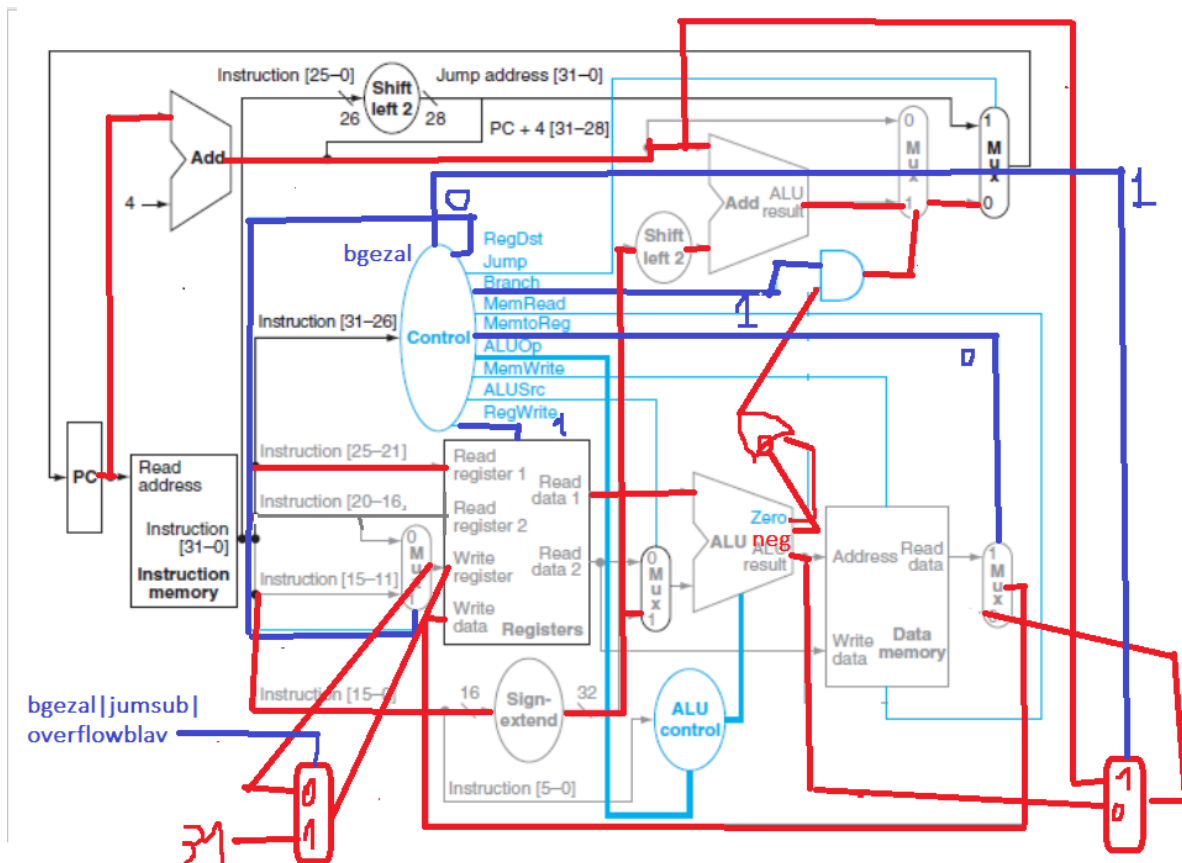 Instruction [25–0]
Jump address [31–0]
Shift
left 2
26
28
PC + 4 [31–28]
Add
4
0
M
u
x
1
1
M
u
x
0
1
Add
ALU
result
Shift
left 2
0
bgezal
RegDst
Jump
Branch
MemRead
MemtoReg
ALUOp
MemWrite
ALUSrc
RegWrite
1
Instruction [31–26]
Control
0
1
PC
Read
address
Instruction
[31–0]
Instruction
memory
Instruction [25–21]
Instruction [20–16,
Instruction [15–11]
Instruction [15–0]
0
M
u
x
1
Read
register 1
Read
register 2
Write
register
Write
data
Read
data 1
Read
data 2
Registers
0
M
u
x
1
Zero
neg
ALU
ALU
result
Address
Read
data
Write
data
Data
memory
1
M
u
x
0
16
Sign-
extend
32
ALU
control
Instruction [5–0]
bgezal|jumsub|
overflowblav
0
1
31
1
0